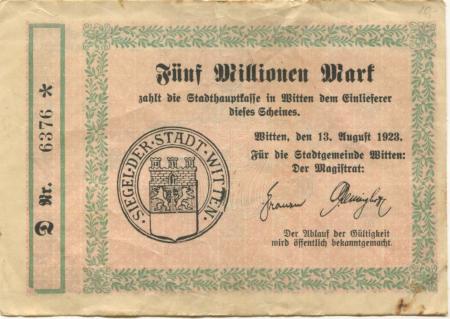 Fünf Millionen Mark
zahlt die Stadthauptkasse in Witten dem Einlieferer
dieses Scheines.
Witten, den 13. August 1923.
Für die Stadtgemeinde Witten:
Der Magistrat:
Der Ablauf der Gültigkeit
wird öffentlich bekanntgemacht.
· SIEGEL·DER·STADT·WITTEN ·
Nr. 6376 *